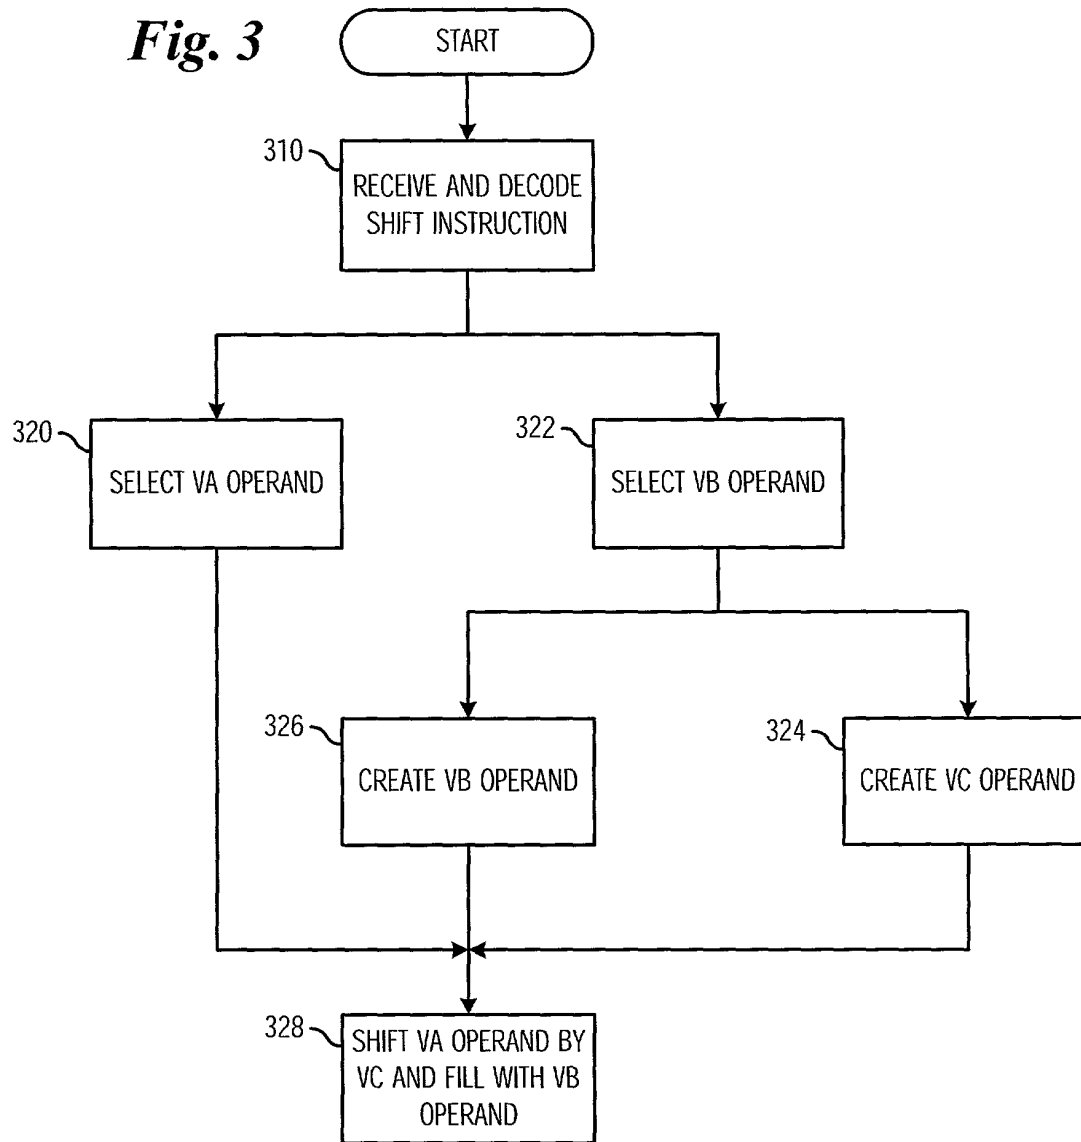 Fig. 3
START
310
RECEIVE AND DECODE
SHIFT INSTRUCTION
320
SELECT VA OPERAND
322
SELECT VB OPERAND
326
CREATE VB OPERAND
324
CREATE VC OPERAND
328
SHIFT VA OPERAND BY
VC AND FILL WITH VB
OPERAND